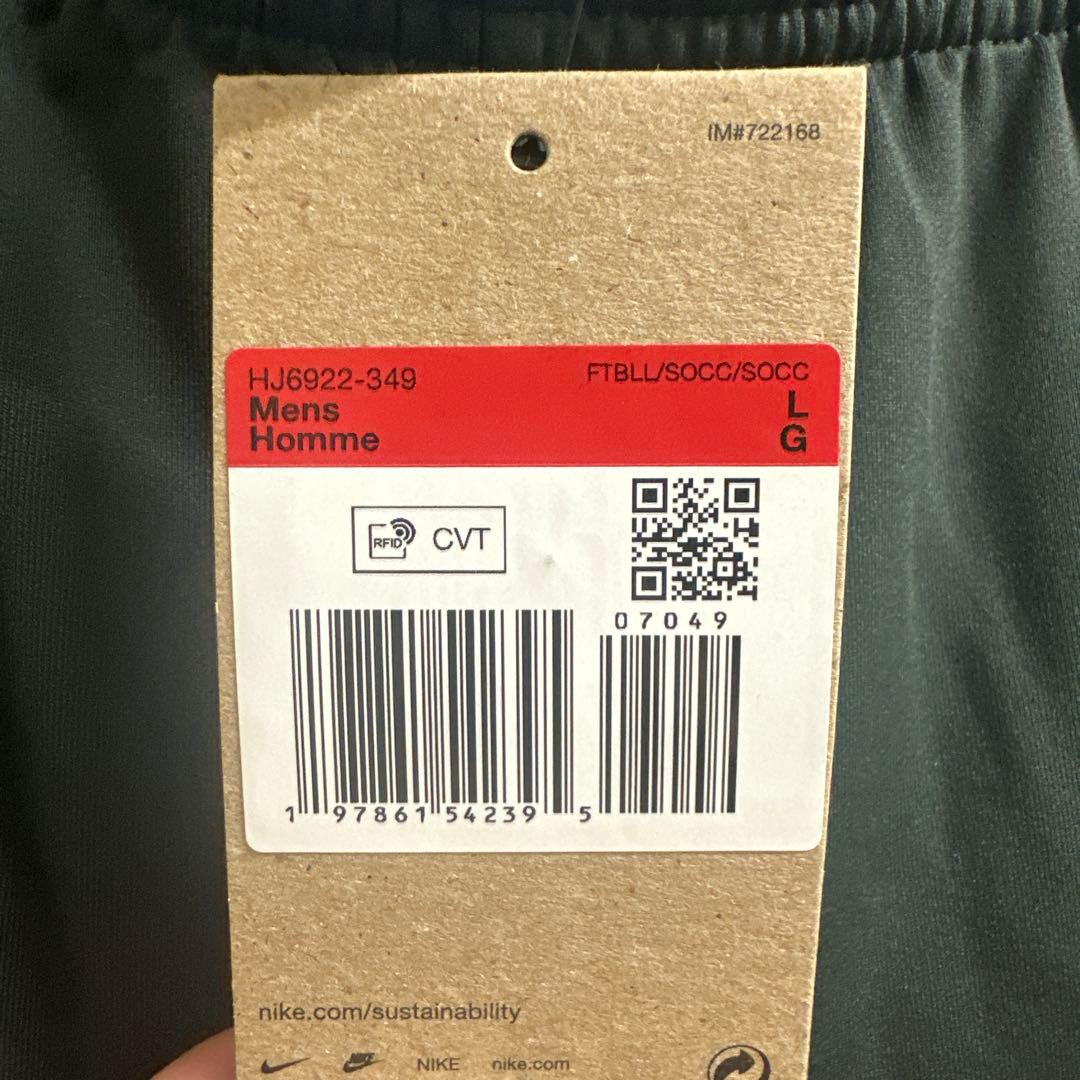 IM#722168
HJ6922-349
FTBLL/SOCC/SOCC
Mens
L
Homme
G
RFID CVT
07049
1 97861 54239 5
nike.com/sustainability
NIKE NIKE nike.com